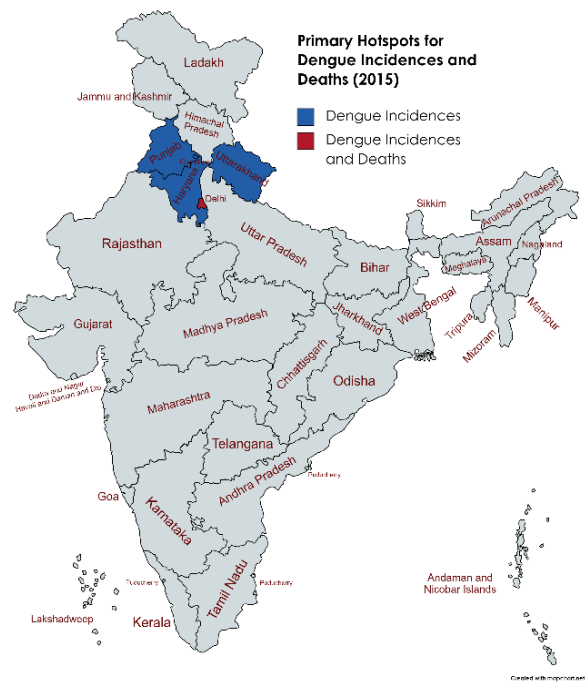 Primary Hotspots for
Dengue Incidences and
Deaths (2015)
Dengue Incidences
Dengue Incidences
and Deaths
Ladakh
Jammu and Kashmir
Himachal
Pradesh
Punjab
Uttarakhand
Haryana
Delhi
Rajasthan
Uttar Pradesh
Bihar
Sikkim
Arunachal Pradesh
Assam
Nagaland
Meghalaya
Manipur
Tripura
Mizoram
West Bengal
Jharkhand
Gujarat
Madhya Pradesh
Chhattisgarh
Odisha
Dadra and Nagar
Haveli and Daman and Diu
Maharashtra
Telangana
Andhra Pradesh
Puducherry
Goa
Karnataka
Puducherry
Puducherry
Tamil Nadu
Kerala
Lakshadweep
Andaman and
Nicobar Islands
Created with mapchart.net